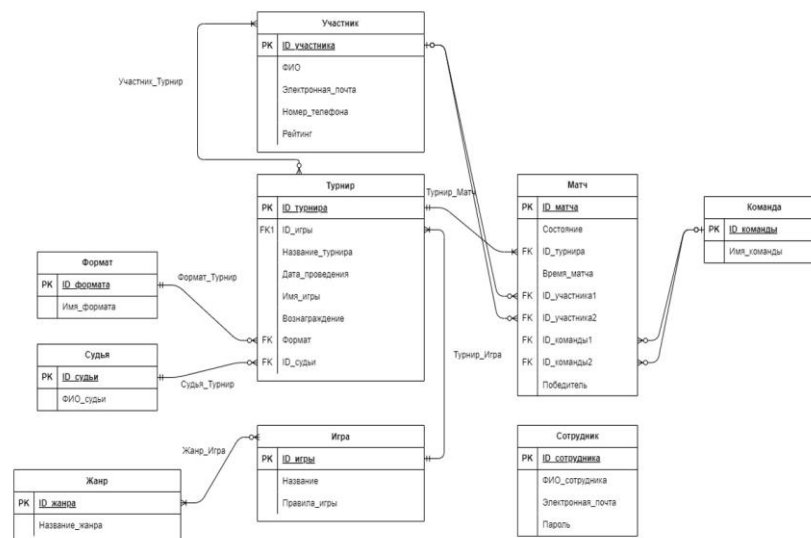 Участник
PK ID_участника
ФИО
Электронная_почта
Номер_телефона
Рейтинг
Участник_Турнир
Турнир
PK ID_турнира
FK1 ID_игры
Название_турнира
Дата_проведения
Имя_игры
Вознаграждение
FK Формат
FK ID_судьи
Турнир_Матч
Матч
PK ID_матча
Состояние
FK ID_турнира
Время_матча
FK ID_участника1
FK ID_участника2
FK ID_команды1
FK ID_команды2
Победитель
Команда
PK ID_команды
Имя_команды
Формат
PK ID_формата
Имя_формата
Формат_Турнир
Судья
PK ID_судьи
ФИО_судьи
Судья_Турнир
Турнир_Игра
Жанр_Игра
Игра
PK ID_игры
Название
Правила_игры
Сотрудник
PK ID_сотрудника
ФИО_сотрудника
Электронная_почта
Пароль
Жанр
PK ID_жанра
Название_жанра